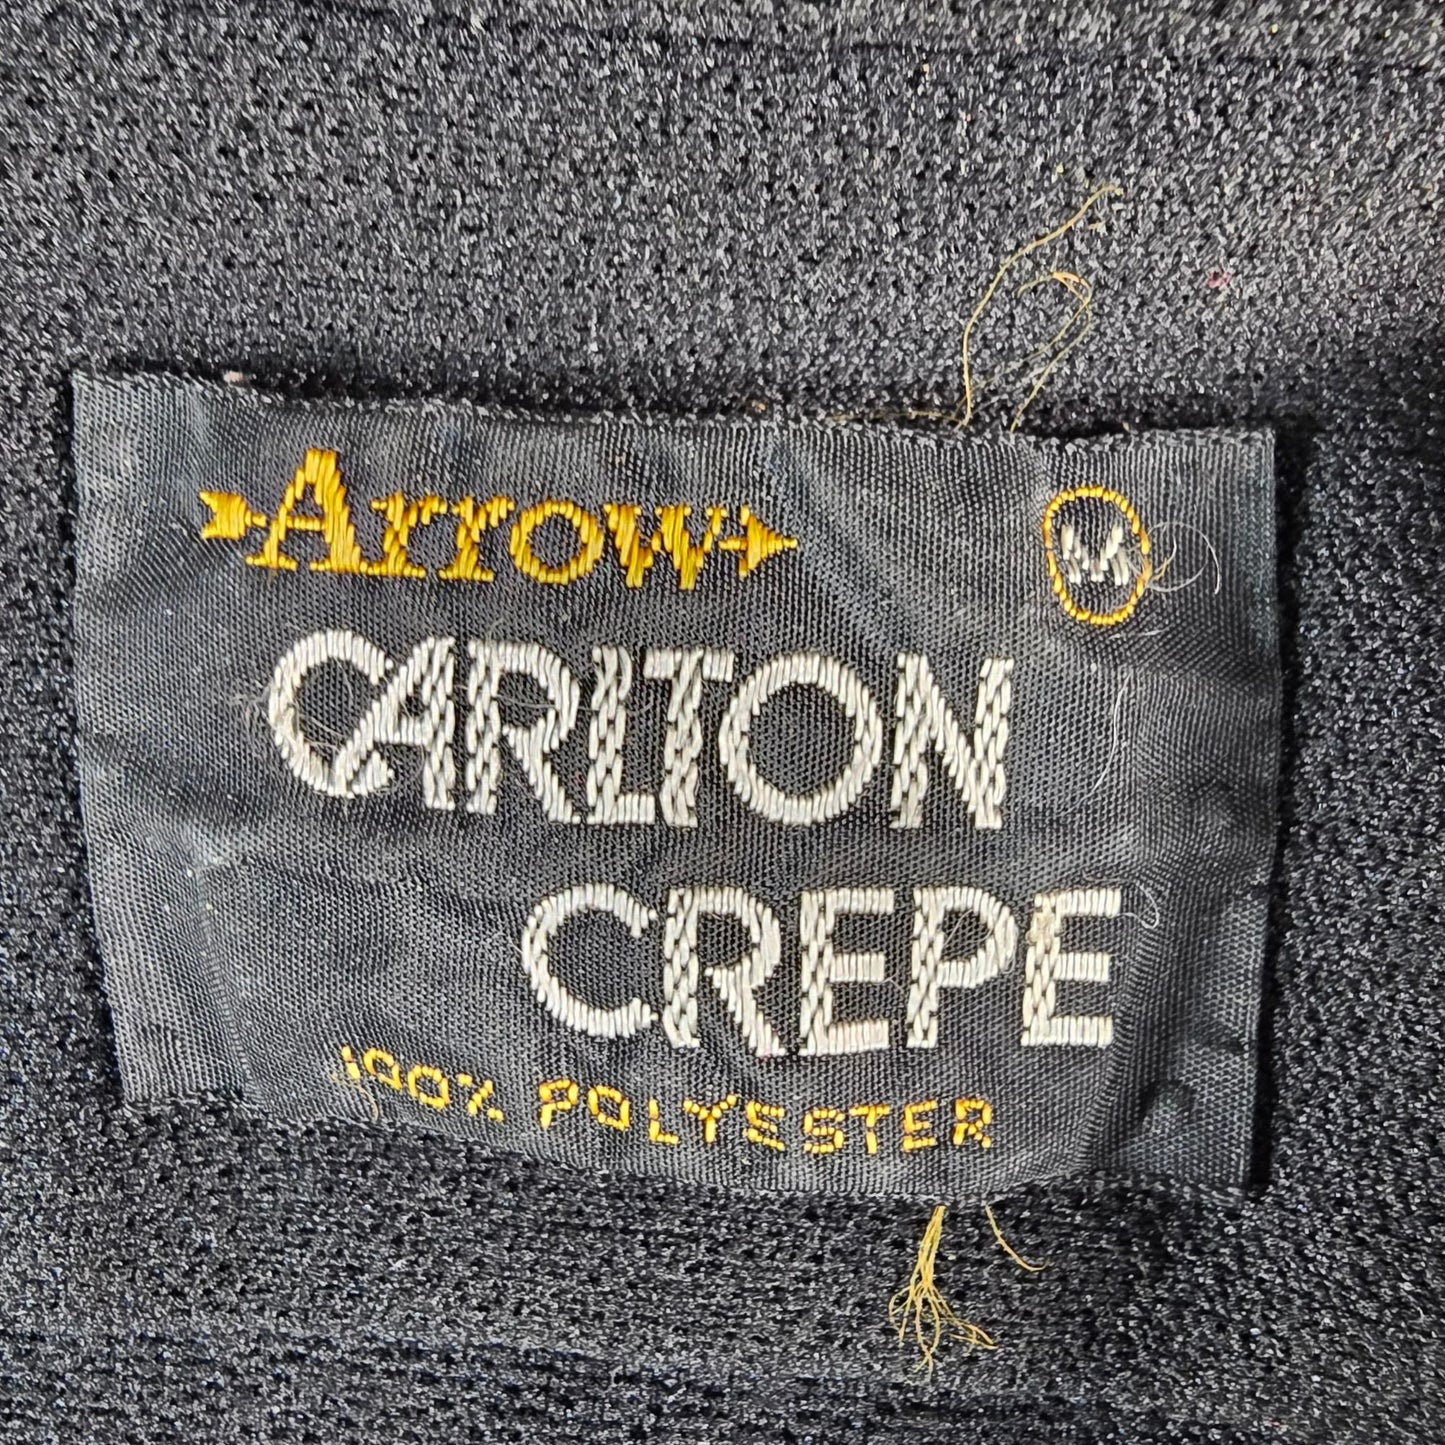 Arrow M
CARLTON
CREPE
100% POLYESTER